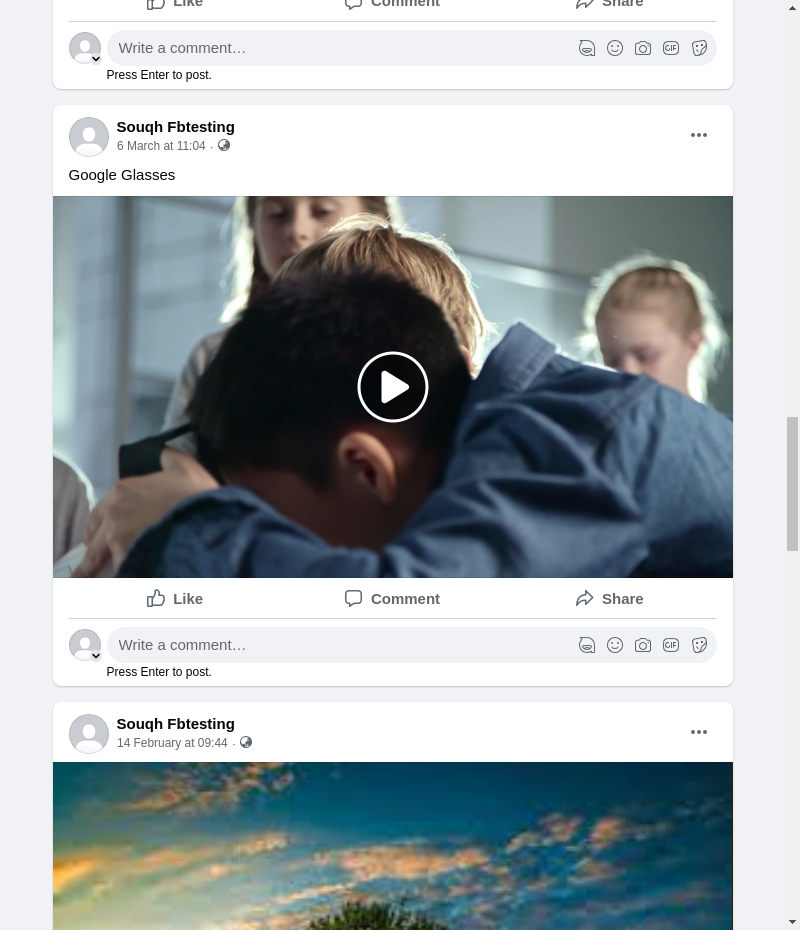 Like Comment Share
Write a comment…
GIF
Press Enter to post.
Souqh Fbtesting
6 March at 11:04 ·
Google Glasses
Like Comment Share
Write a comment…
GIF
Press Enter to post.
Souqh Fbtesting
14 February at 09:44 ·